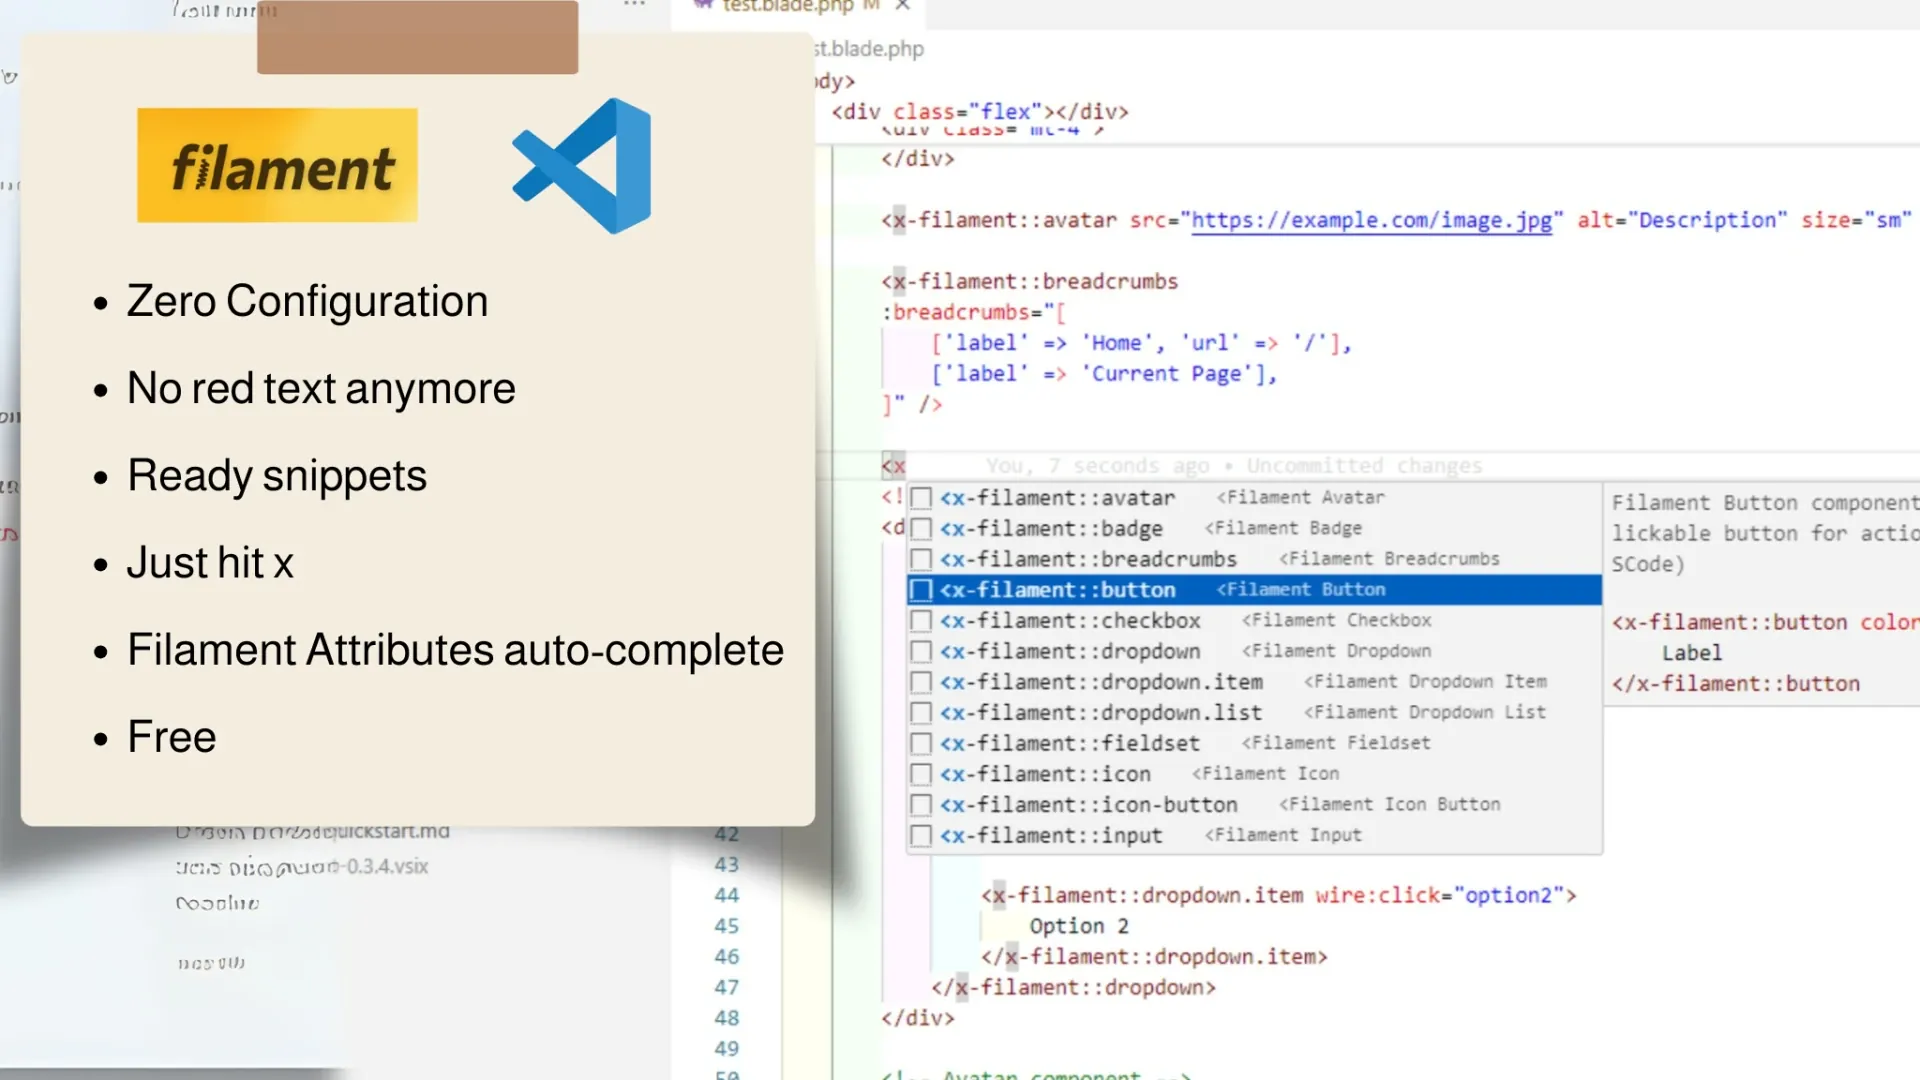 filament
• Zero Configuration
• No red text anymore
• Ready snippets
• Just hit x
• Filament Attributes auto-complete
• Free
quickstart.md
-0.3.4.vsix
test.blade.php M ×
st.blade.php
ody>
<div class="flex"></div>
<div class="mt-4">
</div>
<x-filament::avatar src="https://example.com/image.jpg" alt="Description" size="sm"
<x-filament::breadcrumbs
:breadcrumbs="[
['label' => 'Home', 'url' => '/'],
['label' => 'Current Page'],
]" />
<x You, 7 seconds ago • Uncommitted changes
<!
<d
<x-filament::avatar <Filament Avatar
<x-filament::badge <Filament Badge
<x-filament::breadcrumbs <Filament Breadcrumbs
<x-filament::button <Filament Button
<x-filament::checkbox <Filament Checkbox
<x-filament::dropdown <Filament Dropdown
<x-filament::dropdown.item <Filament Dropdown Item
<x-filament::dropdown.list <Filament Dropdown List
<x-filament::fieldset <Filament Fieldset
<x-filament::icon <Filament Icon
<x-filament::icon-button <Filament Icon Button
<x-filament::input <Filament Input
Filament Button component
lickable button for actio
SCode)
<x-filament::button color
Label
</x-filament::button
42
43
44 <x-filament::dropdown.item wire:click="option2">
45 Option 2
46 </x-filament::dropdown.item>
47 </x-filament::dropdown>
48 </div>
49
50 <!-- Avatar component -->